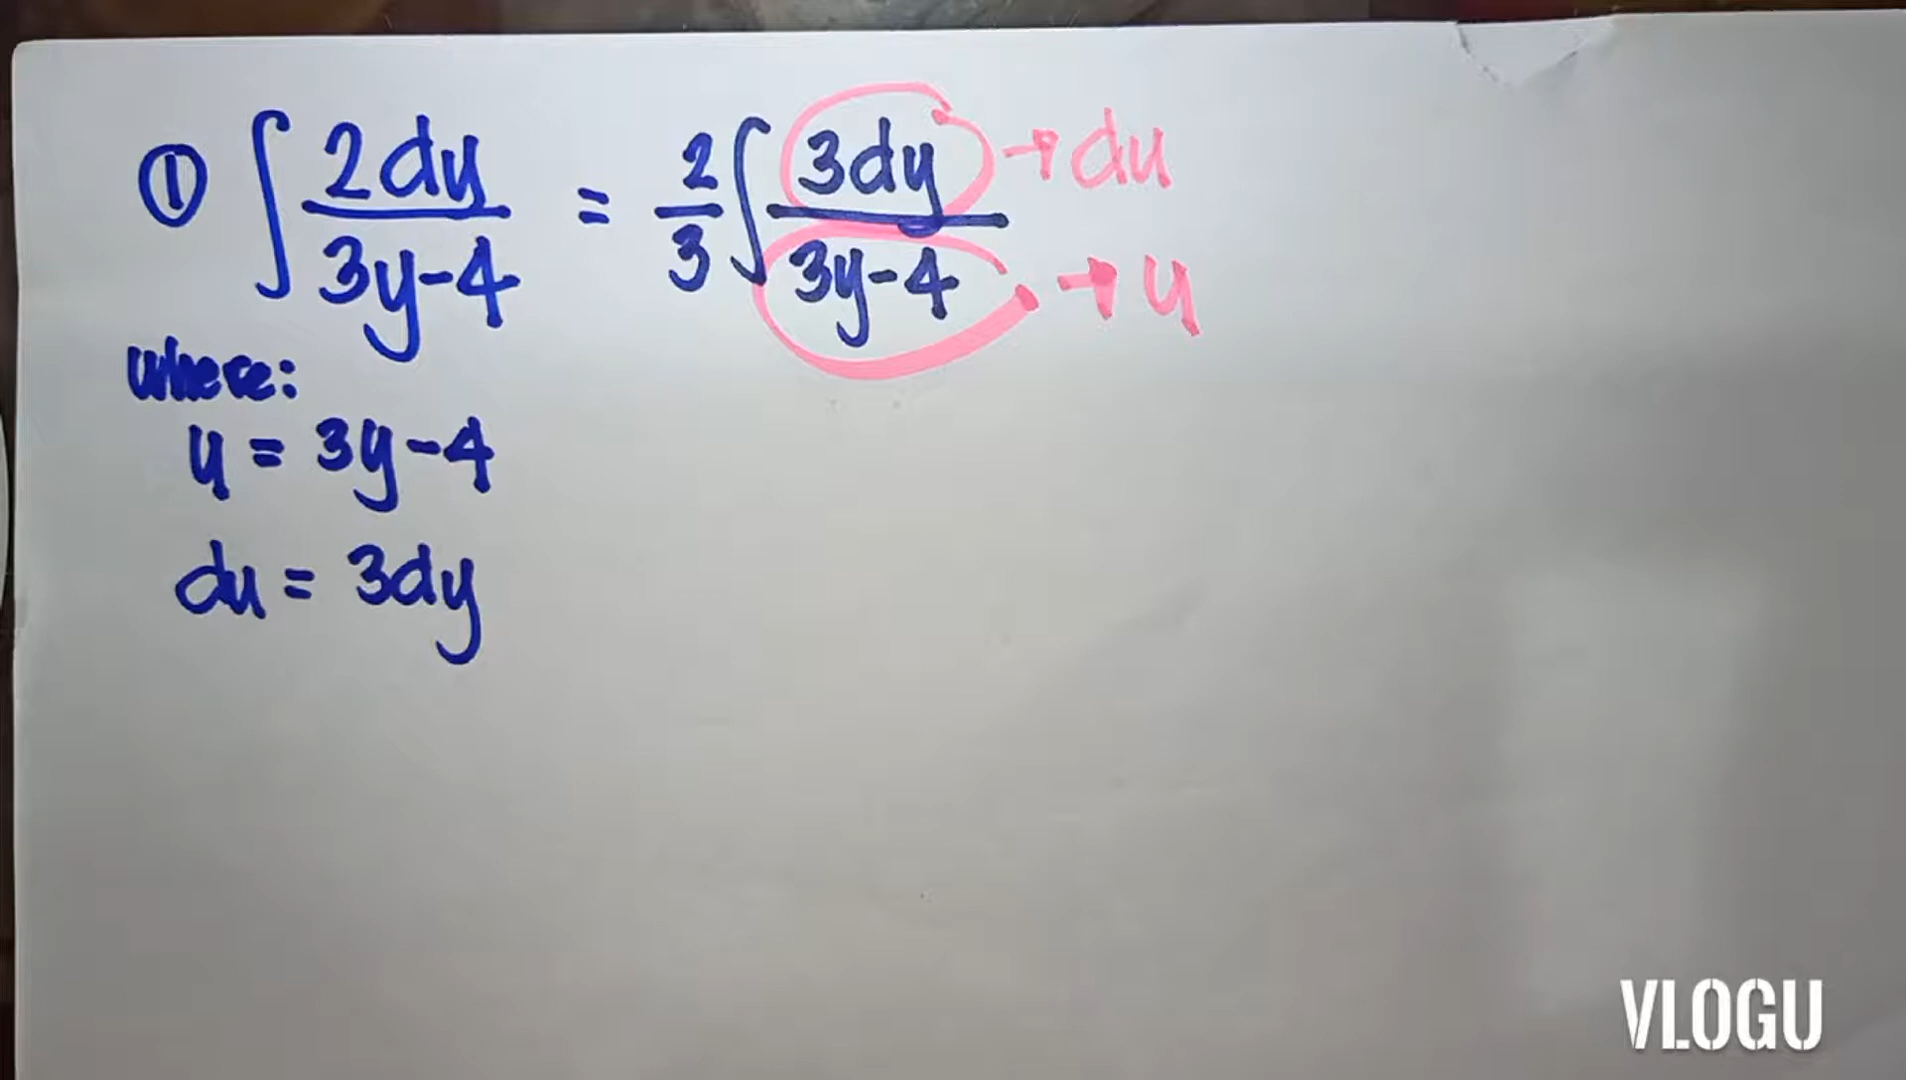 ① ∫ 2dy / 3y-4 = 2/3 ∫ 3dy / 3y-4 → du → u
where:
u = 3y-4
du = 3dy
VLOGU